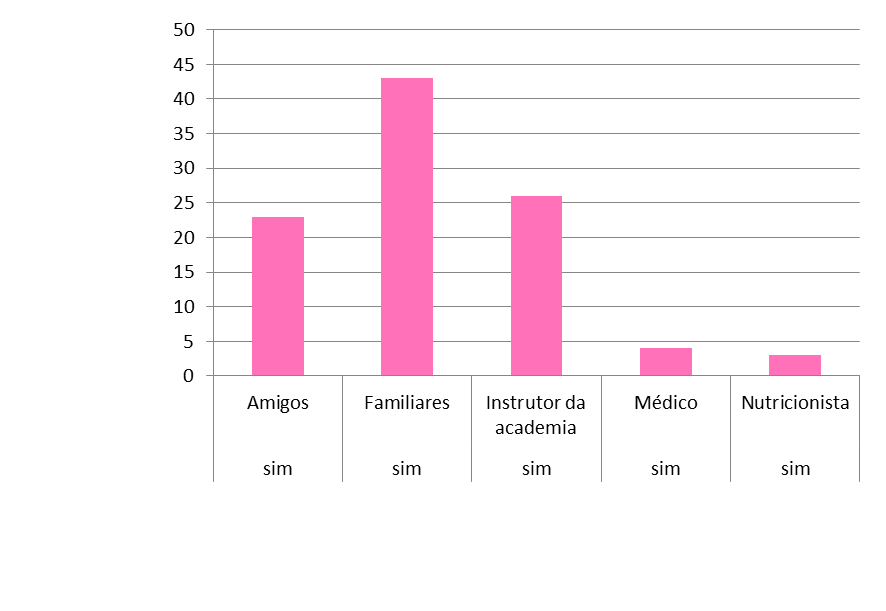 50
45
40
35
30
25
20
15
10
5
0
Amigos
Familiares
Instrutor da
academia
Médico
Nutricionista
sim
sim
sim
sim
sim